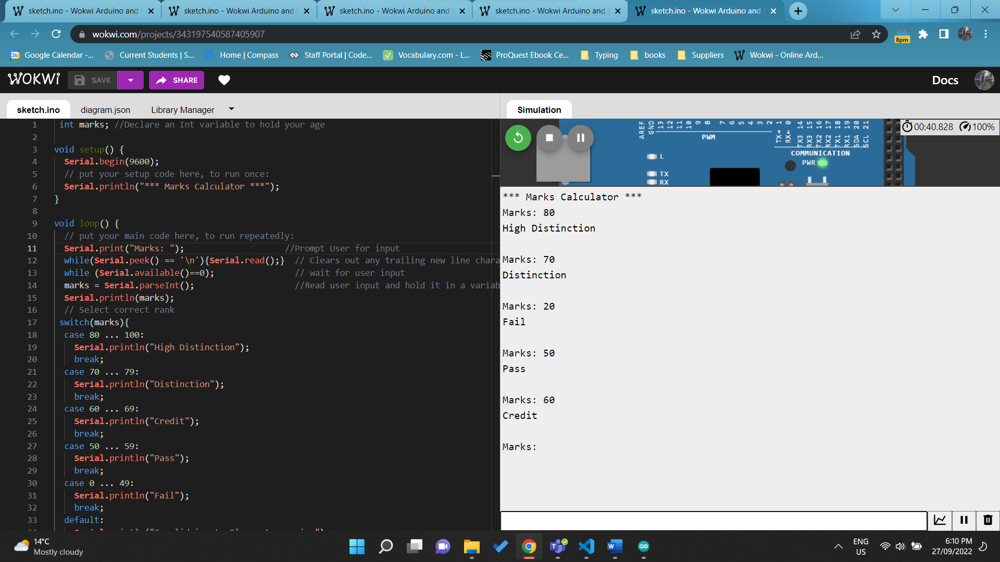 sketch.ino - Wokwi Arduino and
sketch.ino - Wokwi Arduino and
sketch.ino - Wokwi Arduino and
sketch.ino - Wokwi Arduino and
sketch.ino - Wokwi Arduino and
wokwi.com/projects/343197540587405907
8pm
26 Google Calendar -... Current Students | S... Home | Compass Staff Portal | Code... Vocabulary.com - L... ProQuest Ebook Ce... Typing books Suppliers Wokwi - Online Ard...
WOKWi SAVE SHARE Docs
sketch.ino diagram.json Library Manager
1 int marks; //Declare an Int variable to hold your age
2
3 void setup() {
4 Serial.begin(9600);
5 // put your setup code here, to run once:
6 Serial.println("*** Marks Calculator ***");
7 }
8
9 void loop() {
10 // put your main code here, to run repeatedly:
11 Serial.print("Marks: "); //Prompt User for input
12 while(Serial.peek() == '\n'){Serial.read();} // Clears out any trailing new line chara
13 while (Serial.available()==0); // wait for user input
14 marks = Serial.parseInt(); //Read user input and hold it in a variab
15 Serial.println(marks);
16 // Select correct rank
17 switch(marks){
18 case 80 ... 100:
19 Serial.println("High Distinction");
20 break;
21 case 70 ... 79:
22 Serial.println("Distinction");
23 break;
24 case 60 ... 69:
25 Serial.println("Credit");
26 break;
27 case 50 ... 59:
28 Serial.println("Pass");
29 break;
30 case 0 ... 49:
31 Serial.println("Fail");
32 break;
33 default:
Simulation
00:40.828 100%
AREF GND 13 12 11 10 9 8 7 6 5 4 3 2 TX→1 RX←0 TX3 14 RX3 15 TX2 16 RX2 17 TX1 18 RX1 19 SDA 20 SCL 21
PWM
COMMUNICATION
L
PWR
TX
RX
*** Marks Calculator ***
Marks: 80
High Distinction
Marks: 70
Distinction
Marks: 20
Fail
Marks: 50
Pass
Marks: 60
Credit
Marks:
14°C
Mostly cloudy
ENG
US
6:10 PM
27/09/2022